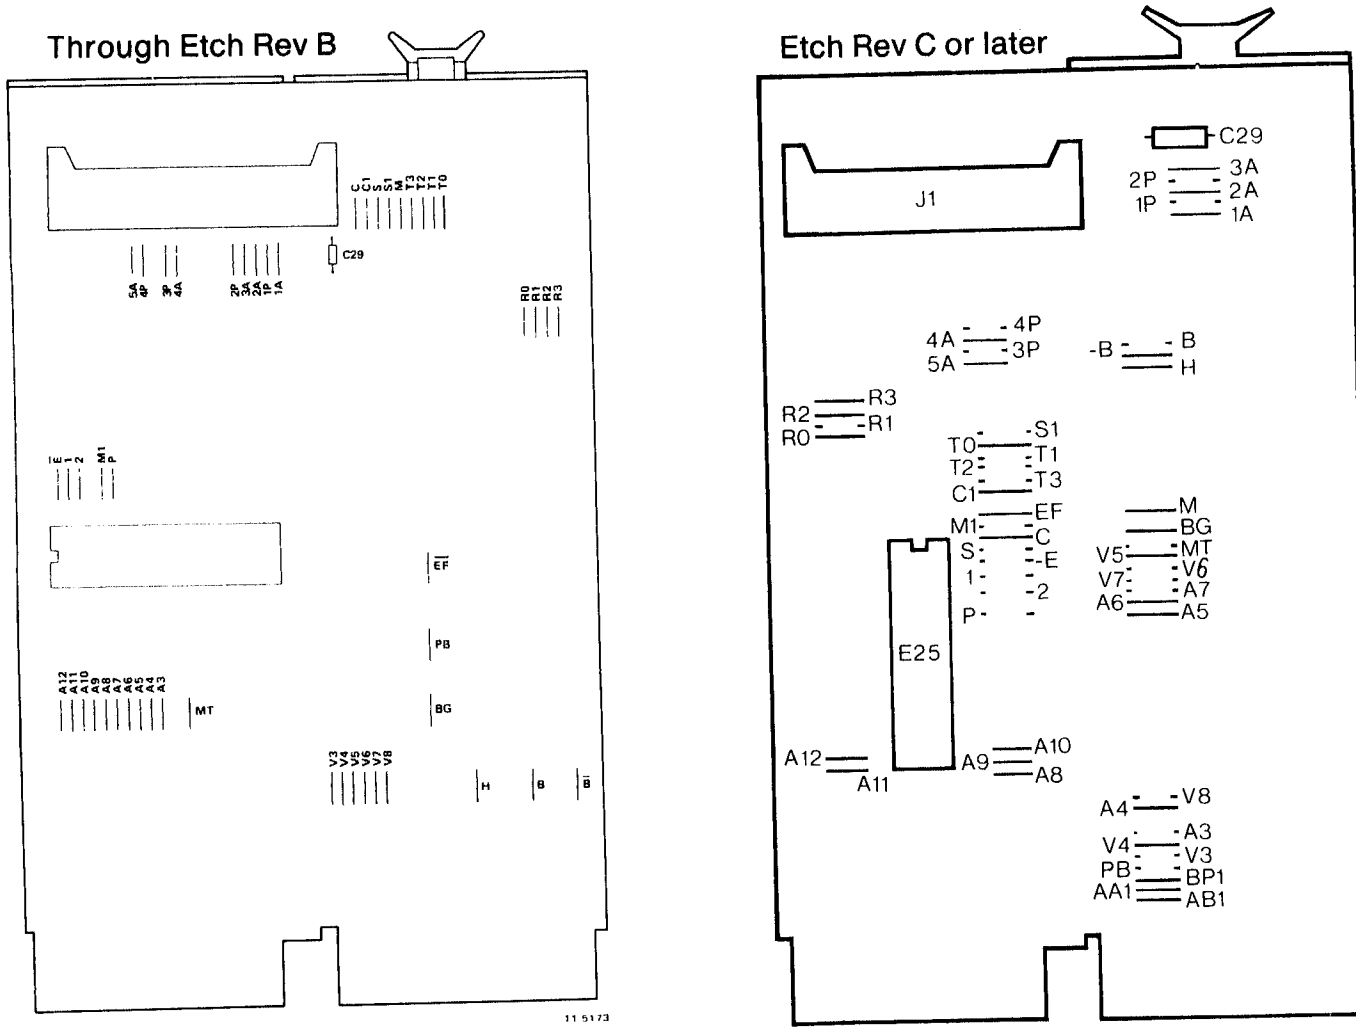 Through Etch Rev B
C
C1
S
S1
M
T3
T2
T1
T0
5A
4P
3P
4A
2P
3A
2A
1P
1A
C29
R0
R1
R2
R3
E̅
1
2
M1
P
E̅F̅
PB
A12
A11
A10
A9
A8
A7
A6
A5
A4
A3
MT
BG
V3
V4
V5
V6
V7
V8
H
B
B̅
11 5173
Etch Rev C or later
C29
3A
2P
2A
1P
1A
J1
4P
4A
3P
5A
B
-B
H
R3
R2
R1
R0
S1
T0
T1
T2
T3
C1
EF
M1
C
S
-E
1
2
P
M
BG
MT
V5
V6
V7
A7
A6
A5
E25
A12
A11
A10
A9
A8
V8
A4
A3
V4
V3
PB
BP1
AA1
AB1